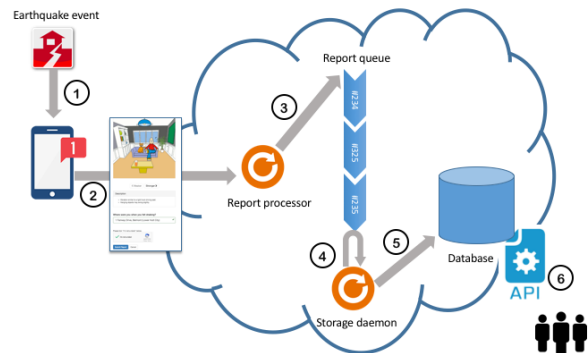 Earthquake event
1
1
2
3
Report queue
#234
#325
#235
Report processor
4
5
Storage daemon
Database
API
6